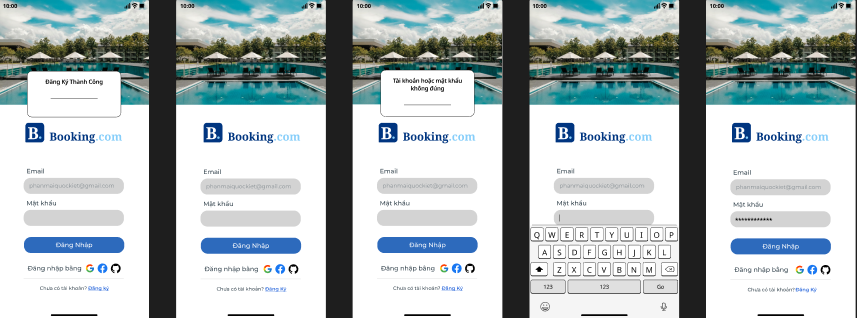 10:00
Đăng Ký Thành Công
B.
Booking.com
Email
phanmaiquockiet@gmail.com
Mật khẩu
Đăng Nhập
Đăng nhập bằng
Chưa có tài khoản? Đăng Ký
10:00
B.
Booking.com
Email
phanmaiquockiet@gmail.com
Mật khẩu
Đăng Nhập
Đăng nhập bằng
Chưa có tài khoản? Đăng Ký
10:00
Tài khoản hoặc mật khẩu
không đúng
B.
Booking.com
Email
phanmaiquockiet@gmail.com
Mật khẩu
Đăng Nhập
Đăng nhập bằng
Chưa có tài khoản? Đăng Ký
10:00
B.
Booking.com
Email
phanmaiquockiet@gmail.com
Mật khẩu
Q W E R T Y U I O P
A S D F G H J K L
Z X C V B N M
123 123 Go
10:00
B.
Booking.com
Email
phanmaiquockiet@gmail.com
Mật khẩu
************
Đăng Nhập
Đăng nhập bằng
Chưa có tài khoản? Đăng Ký